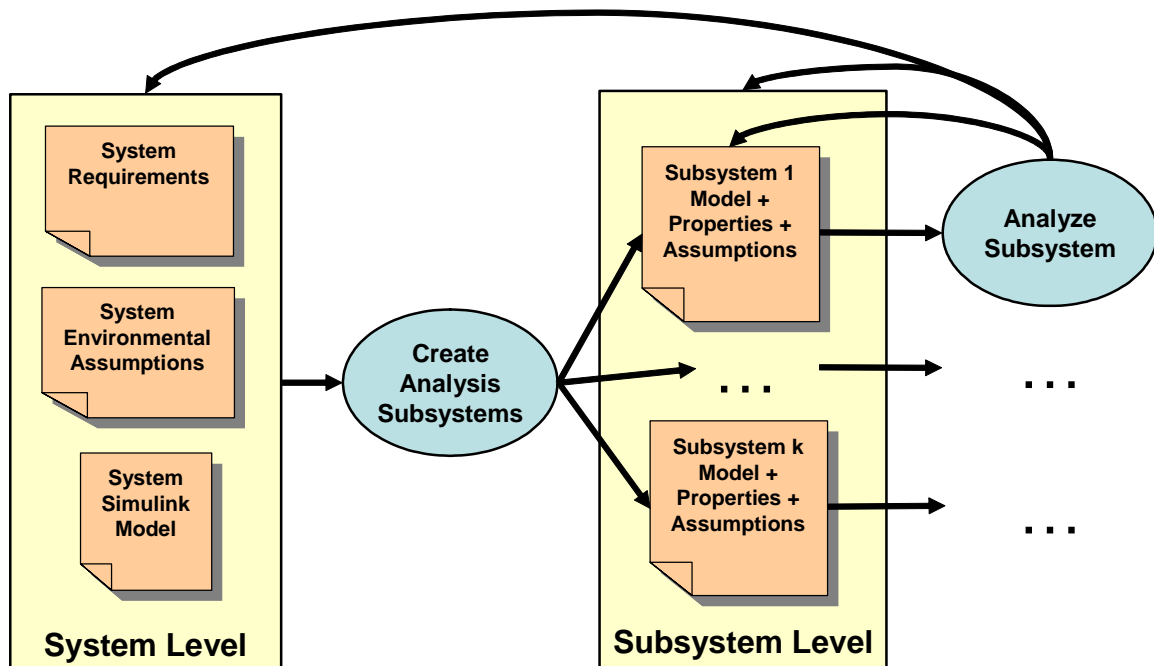 System
Requirements
System
Environmental
Assumptions
System
Simulink
Model
System Level
Create
Analysis
Subsystems
Subsystem 1
Model +
Properties +
Assumptions
. . .
Subsystem k
Model +
Properties +
Assumptions
Subsystem Level
Analyze
Subsystem
. . .
. . .